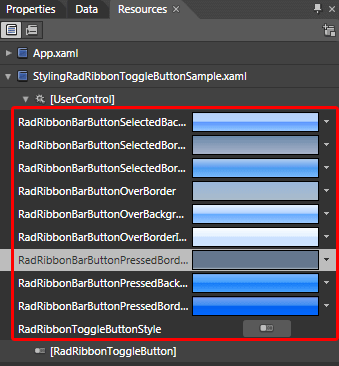 Properties Data Resources ×
App.xaml
StylingRadRibbonToggleButtonSample.xaml
[UserControl]
RadRibbonBarButtonSelectedBac...
RadRibbonBarButtonSelectedBor...
RadRibbonBarButtonSelectedBor...
RadRibbonBarButtonOverBorder
RadRibbonBarButtonOverBackgr...
RadRibbonBarButtonOverBorderI...
RadRibbonBarButtonPressedBord...
RadRibbonBarButtonPressedBack...
RadRibbonBarButtonPressedBord...
RadRibbonToggleButtonStyle
[RadRibbonToggleButton]